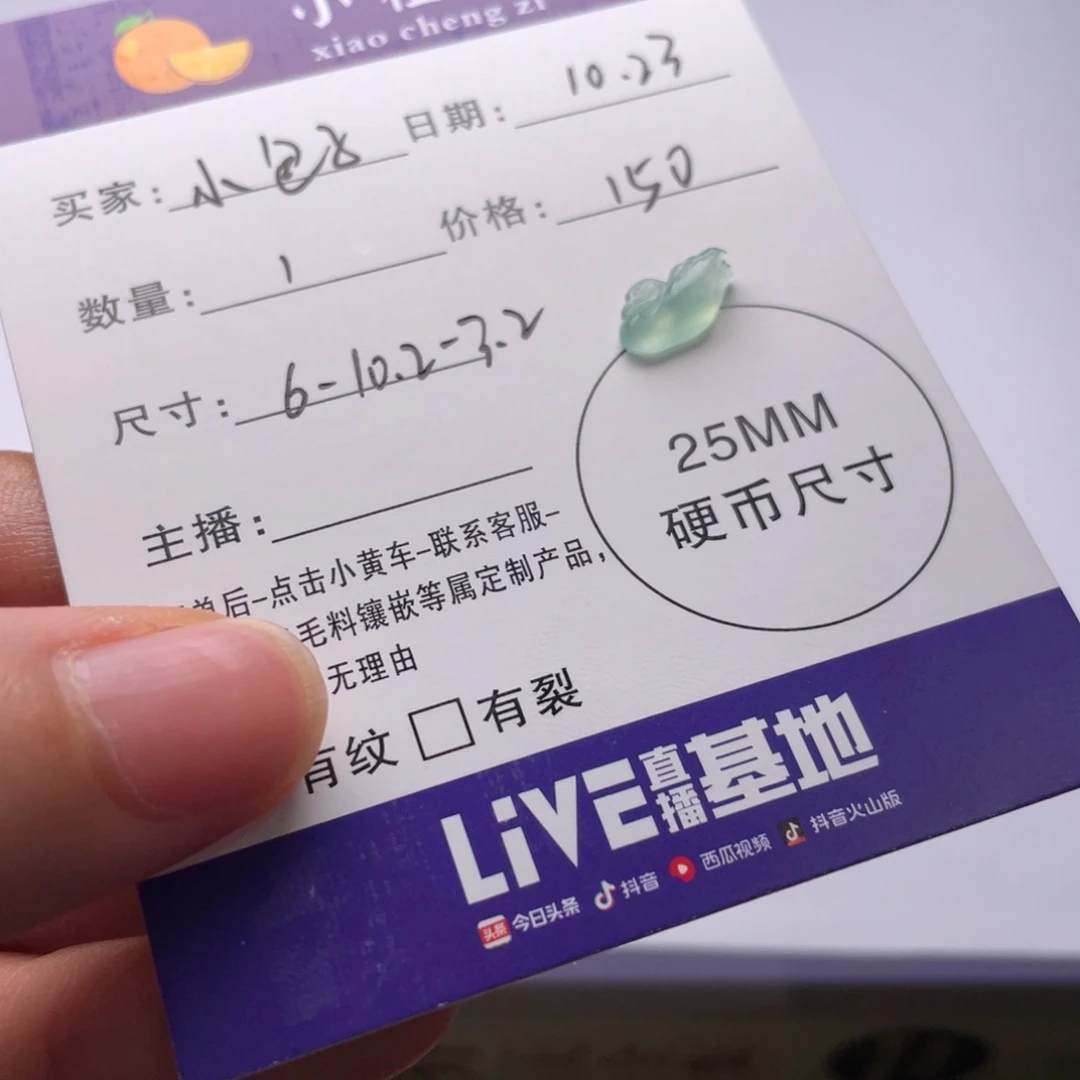 xiao cheng zi
买家: 小 日期: 10.23
数量: 1 价格: 150
尺寸: 6-10.2-3.2
25MM
硬币尺寸
主播:
单后-点击小黄车-联系客服-
毛料镶嵌等属定制产品,
无理由
有纹 □有裂
LiVE直播基地
头条 今日头条 抖音 西瓜视频 抖音火山版